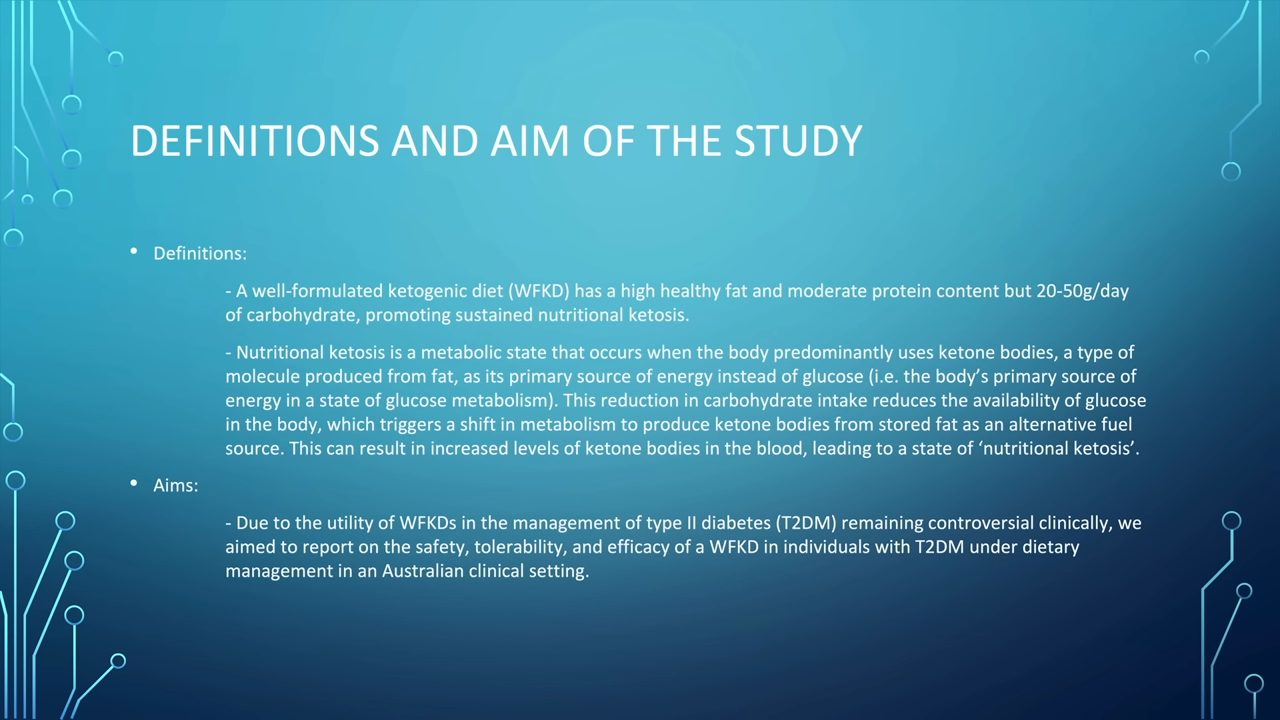 DEFINITIONS AND AIM OF THE STUDY
• Definitions:
- A well-formulated ketogenic diet (WFKD) has a high healthy fat and moderate protein content but 20-50g/day
of carbohydrate, promoting sustained nutritional ketosis.
- Nutritional ketosis is a metabolic state that occurs when the body predominantly uses ketone bodies, a type of
molecule produced from fat, as its primary source of energy instead of glucose (i.e. the body’s primary source of
energy in a state of glucose metabolism). This reduction in carbohydrate intake reduces the availability of glucose
in the body, which triggers a shift in metabolism to produce ketone bodies from stored fat as an alternative fuel
source. This can result in increased levels of ketone bodies in the blood, leading to a state of ‘nutritional ketosis’.
• Aims:
- Due to the utility of WFKDs in the management of type II diabetes (T2DM) remaining controversial clinically, we
aimed to report on the safety, tolerability, and efficacy of a WFKD in individuals with T2DM under dietary
management in an Australian clinical setting.